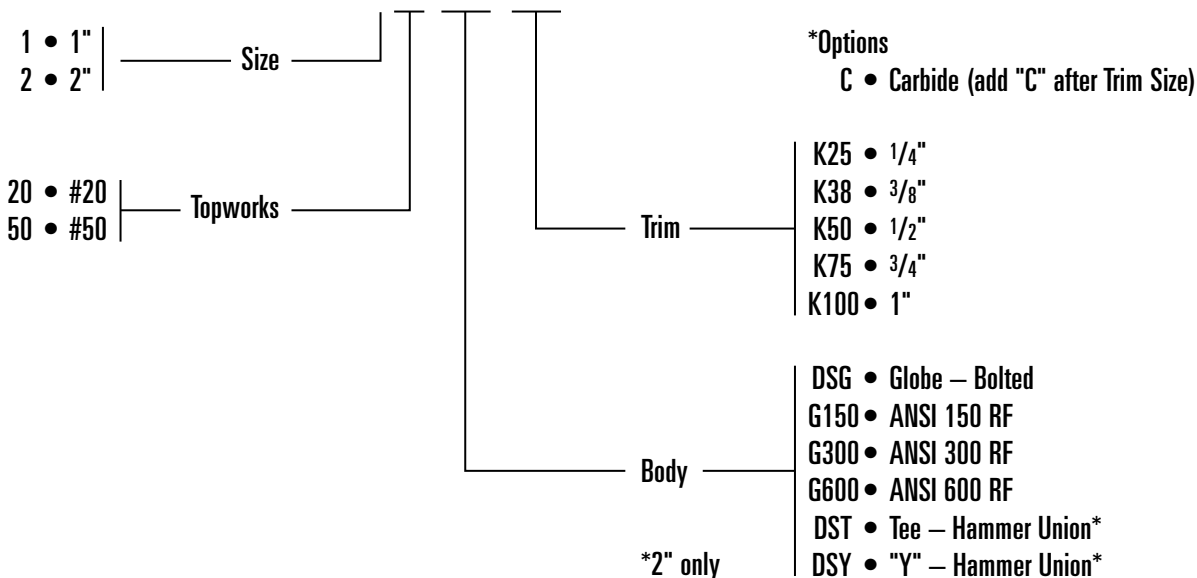 1 • 1"
2 • 2"
Size
20 • #20
50 • #50
Topworks
*Options
C • Carbide (add "C" after Trim Size)
Trim
K25 • 1/4"
K38 • 3/8"
K50 • 1/2"
K75 • 3/4"
K100 • 1"
Body
DSG • Globe – Bolted
G150 • ANSI 150 RF
G300 • ANSI 300 RF
G600 • ANSI 600 RF
DST • Tee – Hammer Union*
DSY • "Y" – Hammer Union*
*2" only